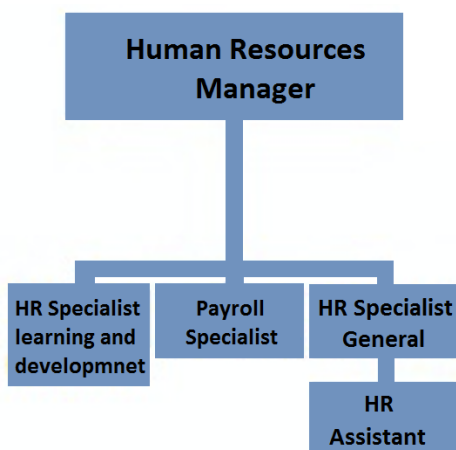 Human Resources
Manager
HR Specialist
learning and
developmnet
Payroll
Specialist
HR Specialist
General
HR
Assistant